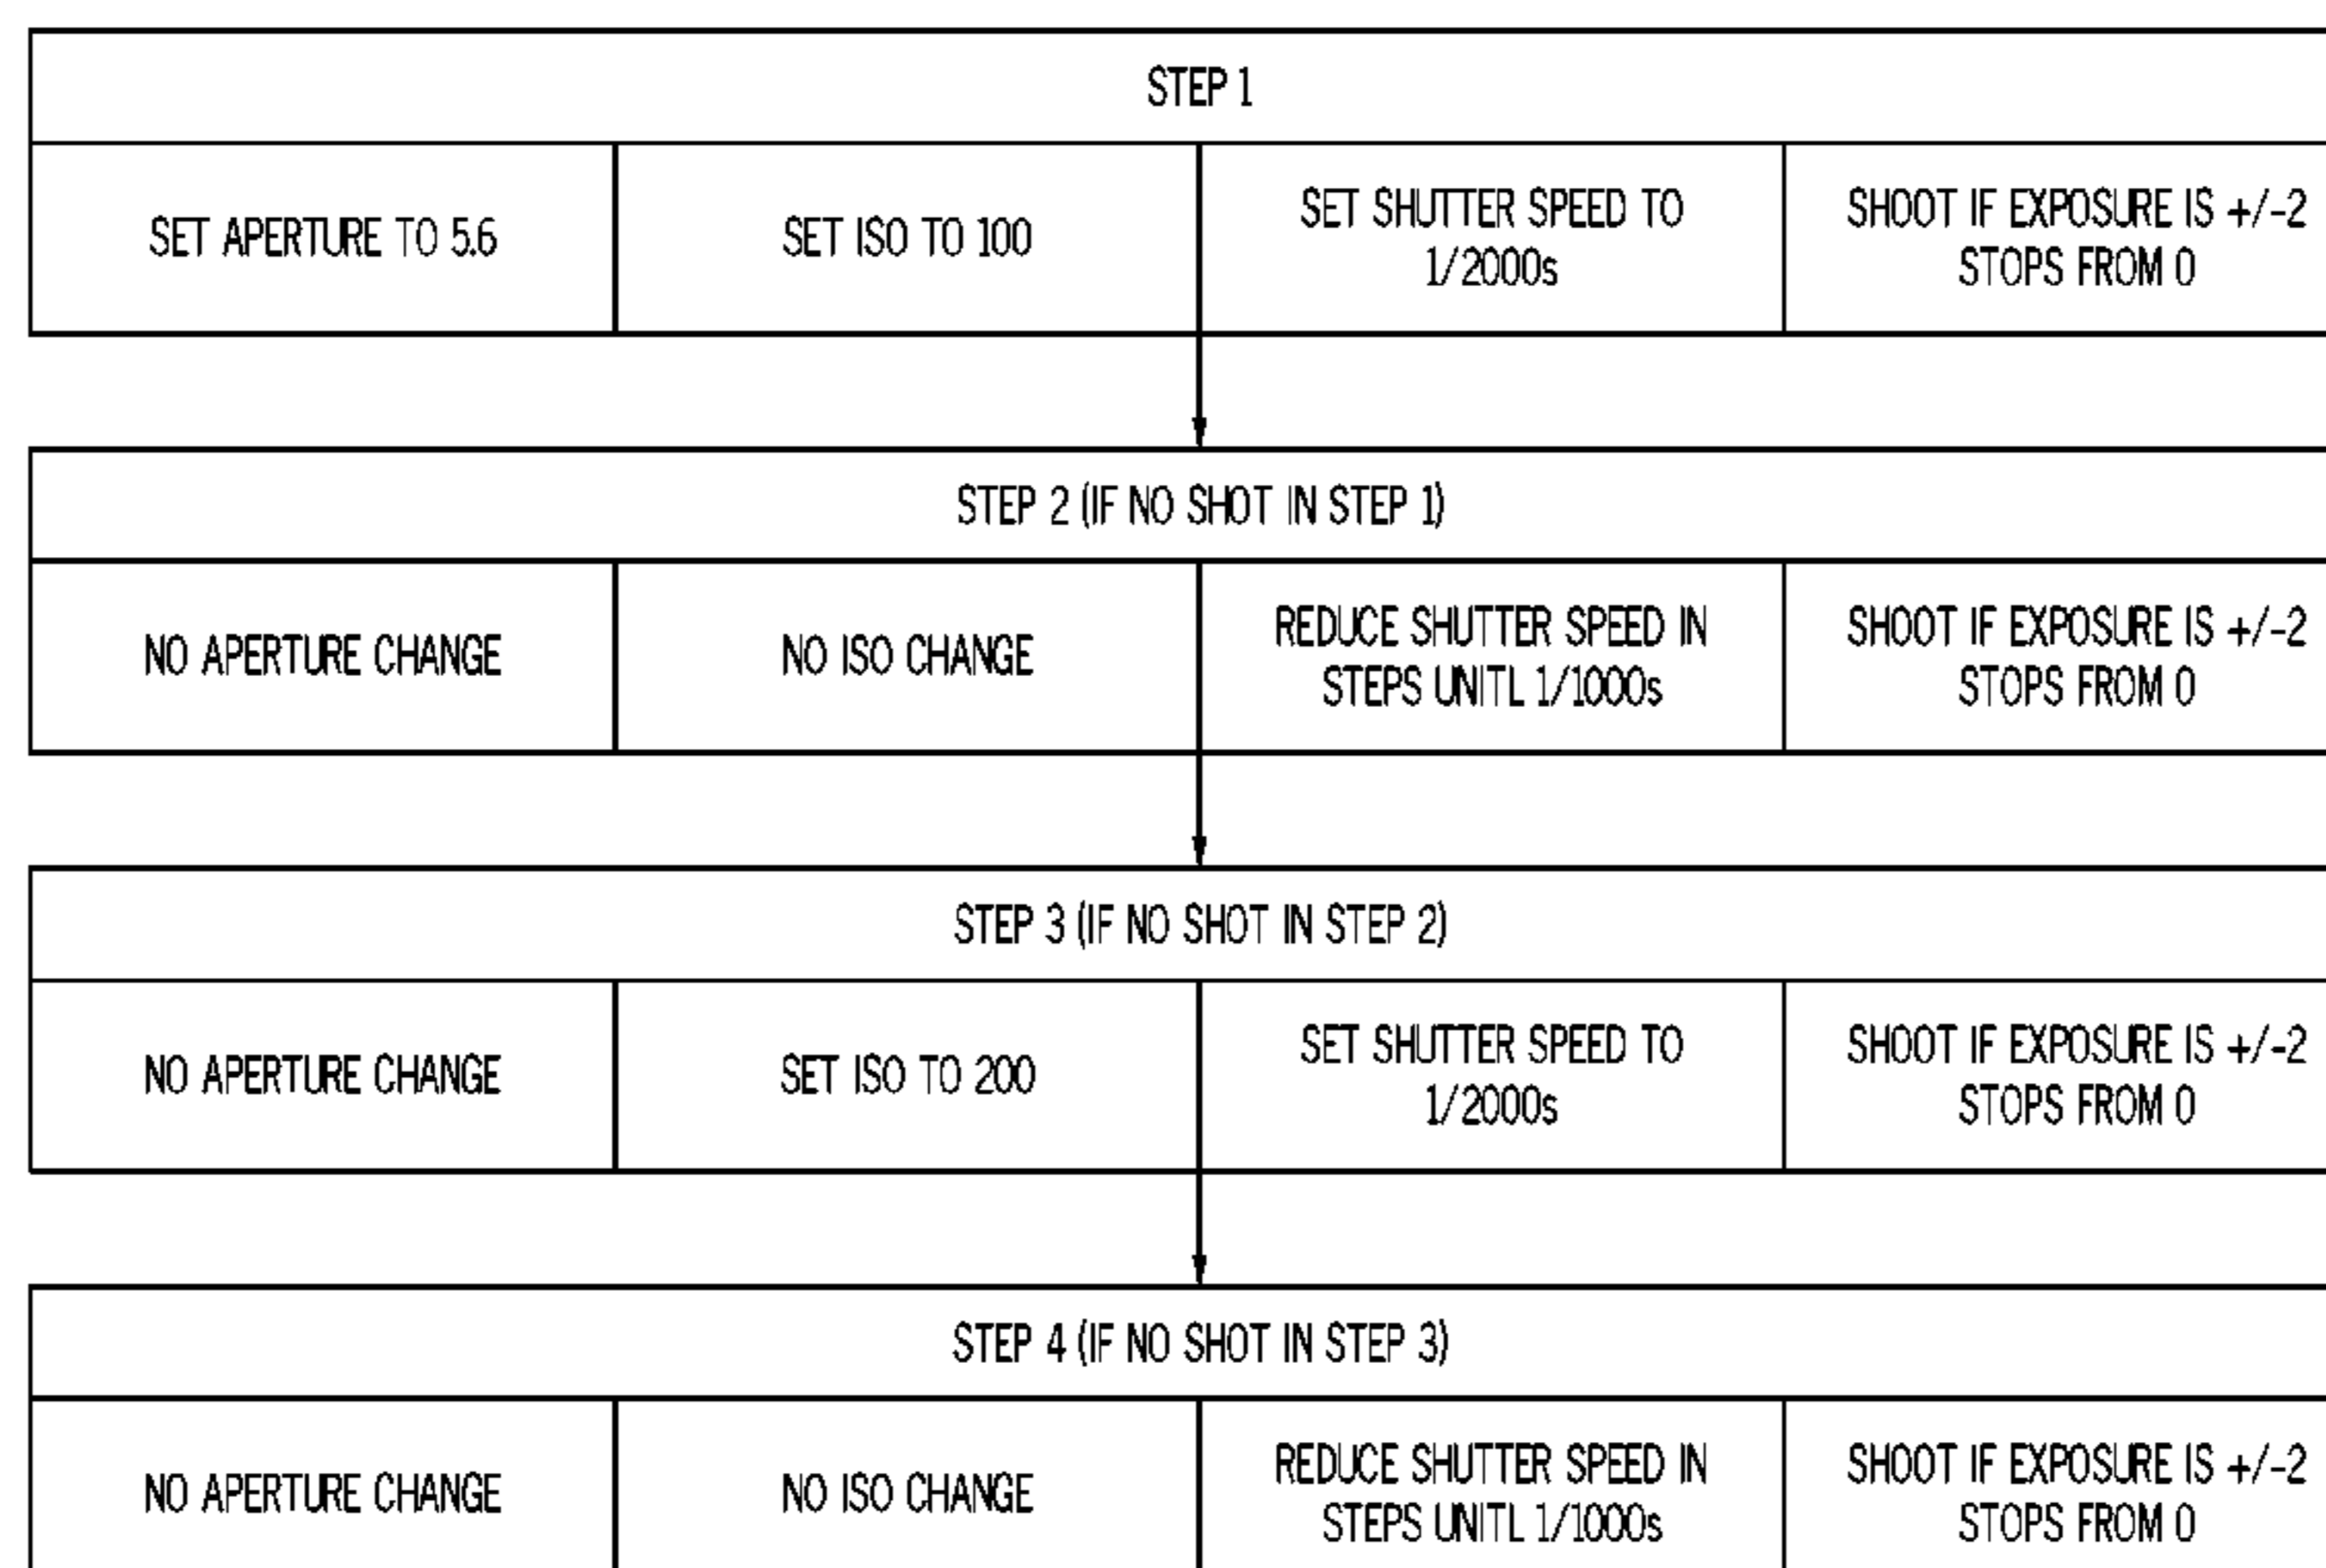 STEP 1
SET APERTURE TO 5.6
SET ISO TO 100
SET SHUTTER SPEED TO
1/2000s
SHOOT IF EXPOSURE IS +/-2
STOPS FROM 0
STEP 2 (IF NO SHOT IN STEP 1)
NO APERTURE CHANGE
NO ISO CHANGE
REDUCE SHUTTER SPEED IN
STEPS UNITL 1/1000s
SHOOT IF EXPOSURE IS +/-2
STOPS FROM 0
STEP 3 (IF NO SHOT IN STEP 2)
NO APERTURE CHANGE
SET ISO TO 200
SET SHUTTER SPEED TO
1/2000s
SHOOT IF EXPOSURE IS +/-2
STOPS FROM 0
STEP 4 (IF NO SHOT IN STEP 3)
NO APERTURE CHANGE
NO ISO CHANGE
REDUCE SHUTTER SPEED IN
STEPS UNITL 1/1000s
SHOOT IF EXPOSURE IS +/-2
STOPS FROM 0